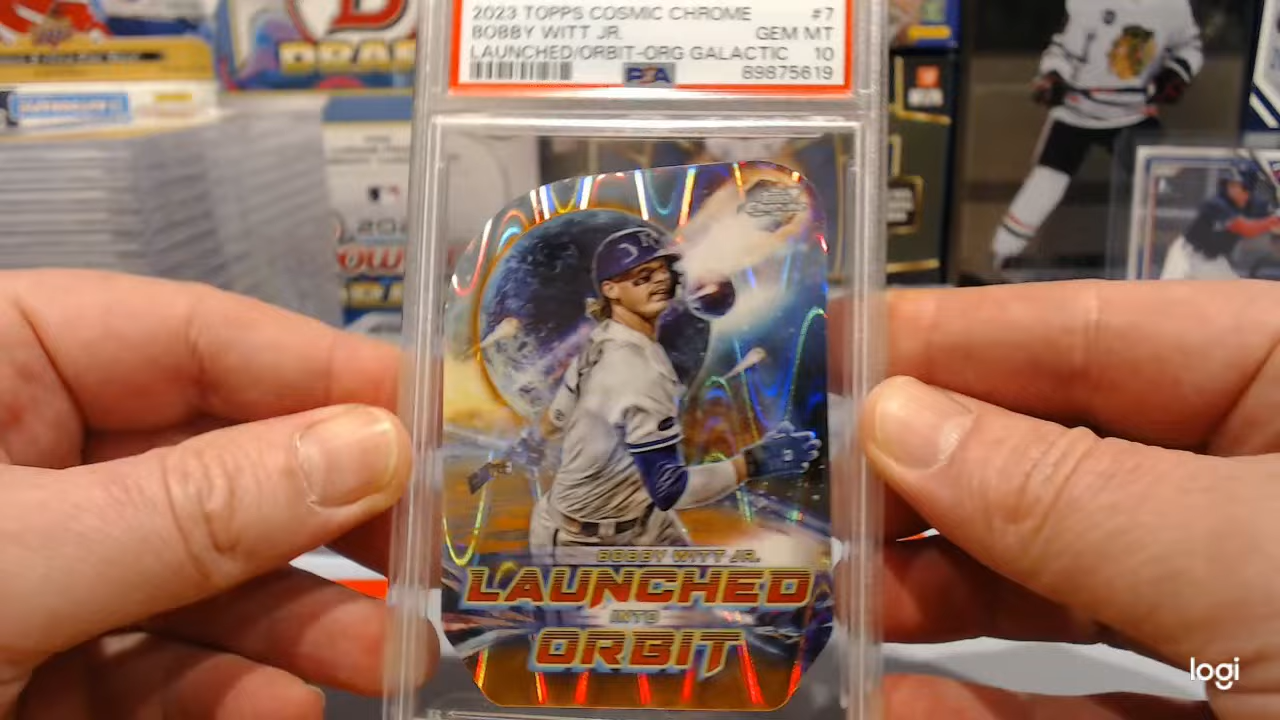 2023 TOPPS COSMIC CHROME #7
BOBBY WITT JR. GEM MT
LAUNCHED/ORBIT-ORG GALACTIC 10
PSA 89875619
BOBBY WITT JR.
LAUNCHED
INTO
ORBIT
logi